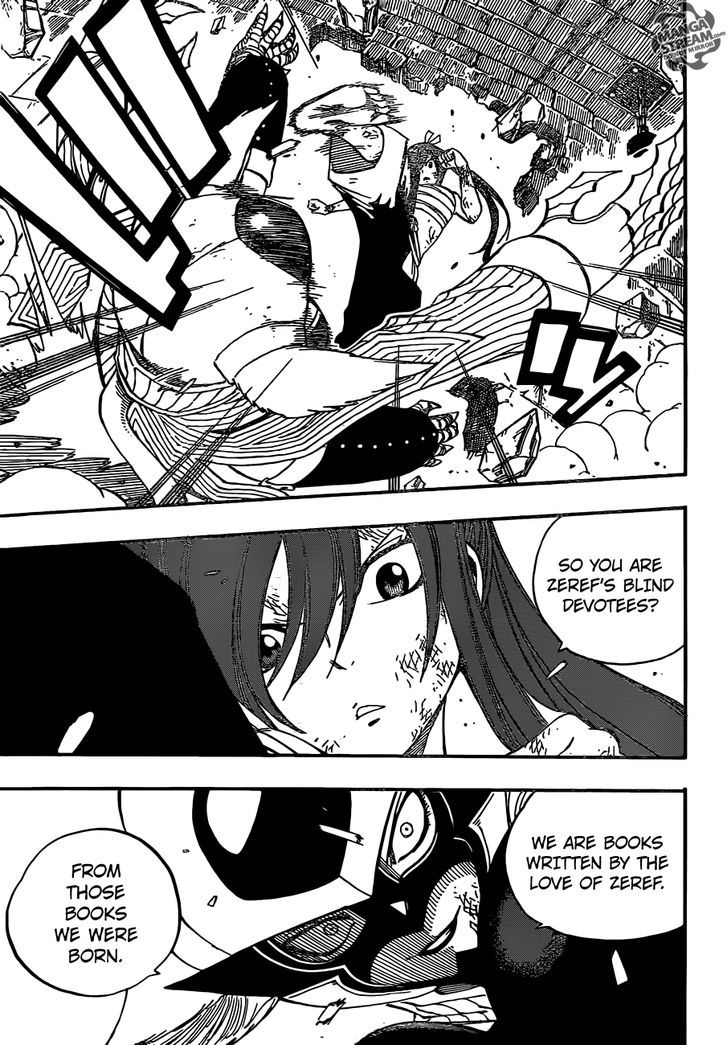 MANGA
STREAM.com
SO YOU ARE
ZEREF'S BLIND
DEVOTEES?
WE ARE BOOKS
WRITTEN BY THE
LOVE OF ZEREF.
FROM
THOSE
BOOKS
WE WERE
BORN.